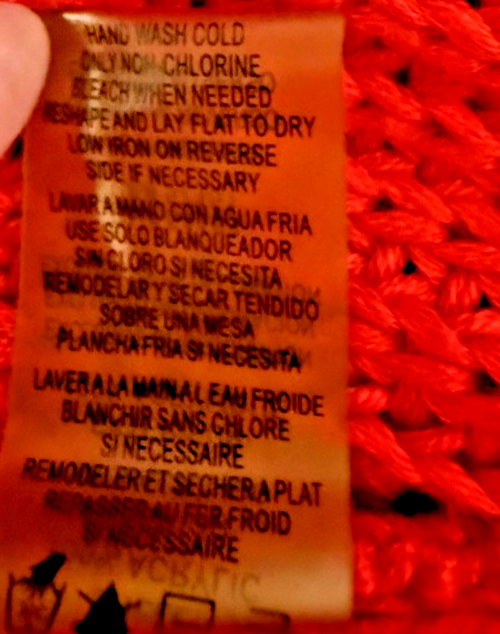 HAND WASH COLD
ONLY NON-CHLORINE
BLEACH WHEN NEEDED
RESHAPE AND LAY FLAT TO DRY
LOW IRON ON REVERSE
SIDE IF NECESSARY
LAVAR A MANO CON AGUA FRIA
USE SOLO BLANQUEADOR
SIN CLORO SI NECESITA
REMODELAR Y SECAR TENDIDO
SOBRE UNA MESA
PLANCHA FRIA SI NECESITA
LAVER A LA MAIN A L EAU FROIDE
BLANCHIR SANS CHLORE
SI NECESSAIRE
REMODELER ET SECHER A PLAT
REPASSER AU FER FROID
SI NECESSAIRE
ACRYLIC